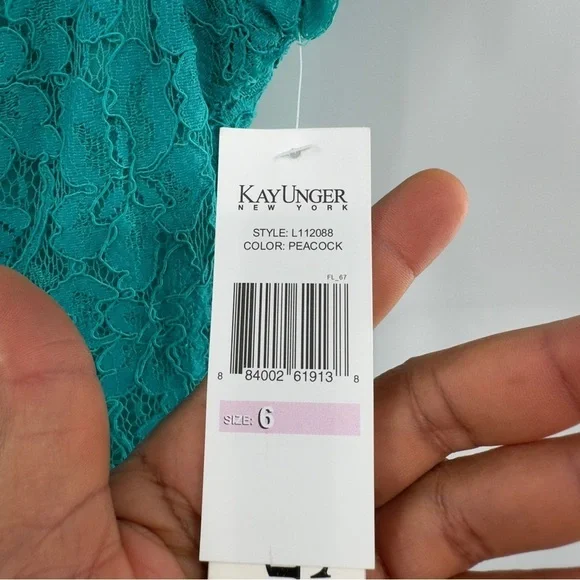 KAYUNGER
NEW YORK
STYLE: L112088
COLOR: PEACOCK
FL_67
8 84002 61913 8
SIZE: 6